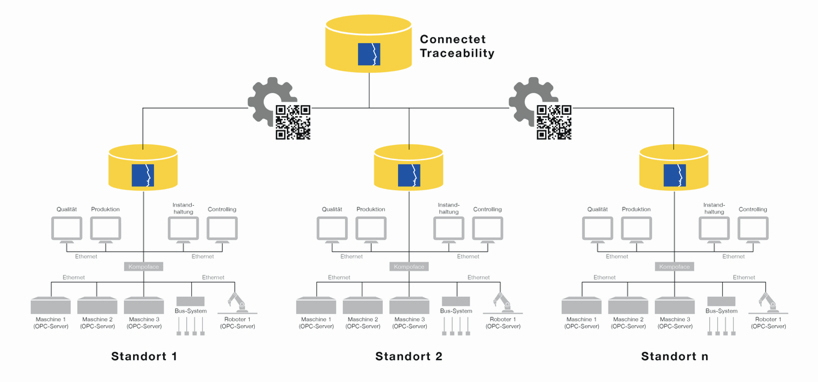 Connectet
Traceability
Qualität
Produktion
Instand-
haltung
Controlling
Ethernet
Ethernet
Komxxxface
Ethernet
Ethernet
Maschine 1
(OPC-Server)
Maschine 2
(OPC-Server)
Maschine 3
(OPC-Server)
Bus-System
Roboter 1
(OPC-Server)
Standort 1
Qualität
Produktion
Instand-
haltung
Controlling
Ethernet
Ethernet
Ethernet
Ethernet
Maschine 1
(OPC-Server)
Maschine 2
(OPC-Server)
Maschine 3
(OPC-Server)
Bus-System
Roboter 1
(OPC-Server)
Standort 2
Qualität
Produktion
Instand-
haltung
Controlling
Ethernet
Ethernet
Ethernet
Ethernet
Maschine 1
(OPC-Server)
Maschine 2
(OPC-Server)
Maschine 3
(OPC-Server)
Bus-System
Roboter 1
(OPC-Server)
Standort n